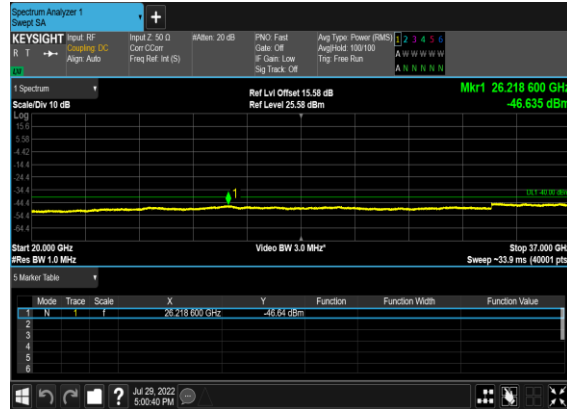 Spectrum Analyzer 1
Swept SA
+
KEYSIGHT Input: RF Input Z: 50 Ω #Atten: 20 dB PNO: Fast Avg Type: Power (RMS) 1 2 3 4 5 6
R T Coupling: DC Corr CCorr Gate: Off Avg|Hold: 100/100 A W W W W W
Align: Auto Freq Ref: Int (S) IF Gain: Low Trig: Free Run
Sig Track: Off A N N N N N
1 Spectrum Ref Lvl Offset 15.58 dB Mkr1 26.218 600 GHz
Scale/Div 10 dB Ref Level 25.58 dBm -46.635 dBm
Log
15.6
5.58
-4.42
-14.4
-24.4
-34.4 1 DL1 -40.00 dBm
-44.4
-54.4
-64.4
Start 20.000 GHz Video BW 3.0 MHz* Stop 37.000 GHz
#Res BW 1.0 MHz Sweep ~33.9 ms (40001 pts)
5 Marker Table
Mode Trace Scale X Y Function Function Width Function Value
1 N 1 f 26.218 600 GHz -46.64 dBm
2
3
4
5
6
? Jul 29, 2022
5:00:40 PM